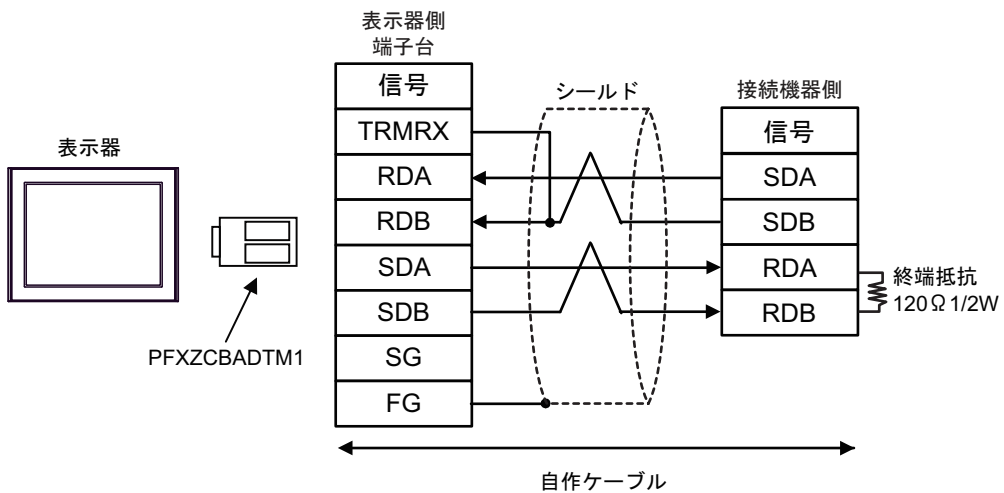 表示器側
端子台
信号
TRMRX
RDA
RDB
SDA
SDB
SG
FG
シールド
接続機器側
信号
SDA
SDB
RDA
RDB
終端抵抗
120Ω 1/2W
表示器
PFXZCBADTM1
自作ケーブル